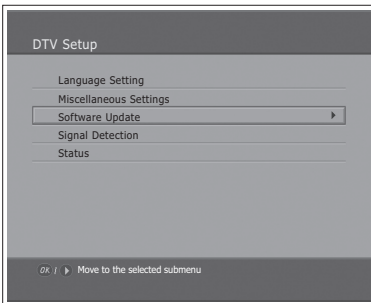 DTV Setup
Language Setting
Miscellaneous Settings
Software Update
Signal Detection
Status
OK / Move to the selected submenu